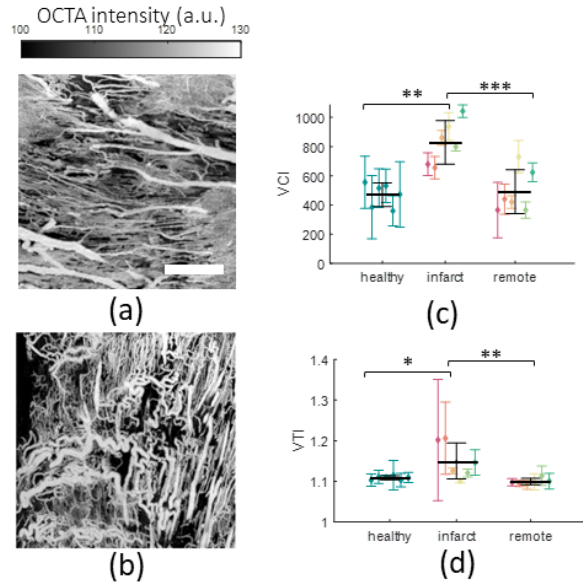 OCTA intensity (a.u.)
100 110 120 130
(a)
(b)
VCI
1000
800
600
400
200
0
** ***
healthy infarct remote
(c)
VTI
1.4
1.3
1.2
1.1
1
* **
healthy infarct remote
(d)